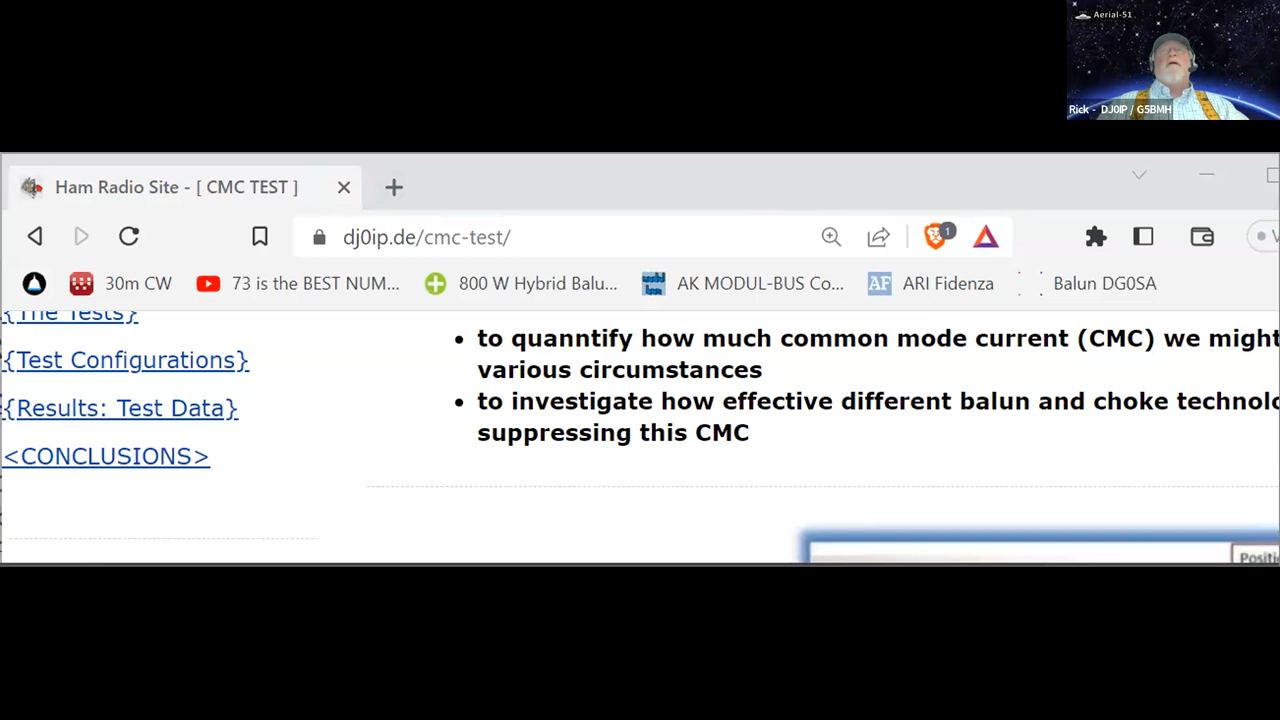 Aerial-51
Rick - DJ0IP / G5BMH
Ham Radio Site - [ CMC TEST ]
dj0ip.de/cmc-test/
1
30m CW
73 is the BEST NUM...
800 W Hybrid Balu...
AK MODUL-BUS Co...
AF
ARI Fidenza
Balun DG0SA
{The Tests}
{Test Configurations}
{Results: Test Data}
<CONCLUSIONS>
to quanntify how much common mode current (CMC) we might
various circumstances
to investigate how effective different balun and choke technolo
suppressing this CMC
Positi